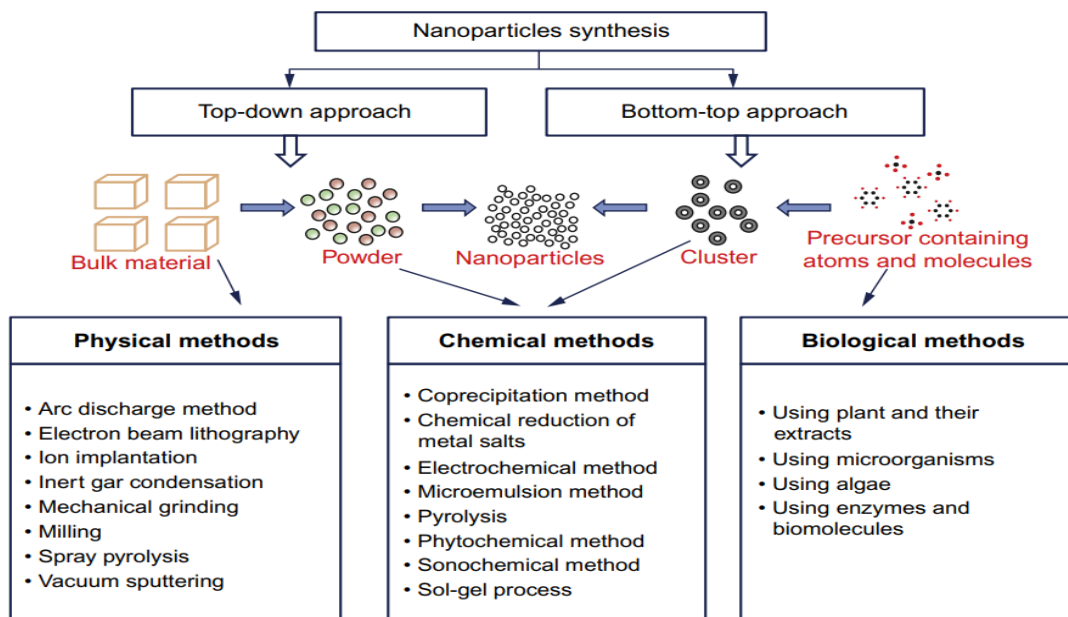 Nanoparticles synthesis
Top-down approach
Bottom-top approach
Bulk material
Powder
Nanoparticles
Cluster
Precursor containing
atoms and molecules
Physical methods
• Arc discharge method
• Electron beam lithography
• Ion implantation
• Inert gar condensation
• Mechanical grinding
• Milling
• Spray pyrolysis
• Vacuum sputtering
Chemical methods
• Coprecipitation method
• Chemical reduction of
metal salts
• Electrochemical method
• Microemulsion method
• Pyrolysis
• Phytochemical method
• Sonochemical method
• Sol-gel process
Biological methods
• Using plant and their
extracts
• Using microorganisms
• Using algae
• Using enzymes and
biomolecules